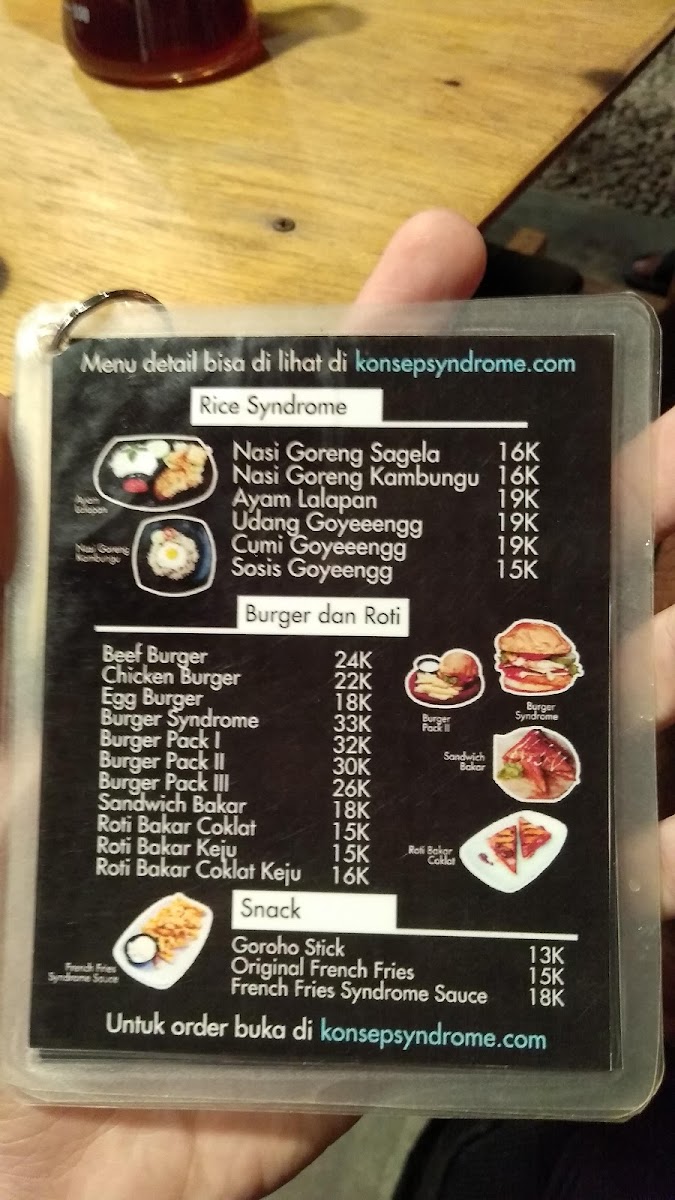 Menu detail bisa di lihat di konsepsyndrome.com
Rice Syndrome
Nasi Goreng Sagela 16K
Nasi Goreng Kambungu 16K
Ayam Lalapan 19K
Udang Goyeeengg 19K
Cumi Goyeeengg 19K
Sosis Goyeengg 15K
Ayam
Lalapan
Nasi Goreng
Kambungu
Burger dan Roti
Beef Burger 24K
Chicken Burger 22K
Egg Burger 18K
Burger Syndrome 33K
Burger Pack I 32K
Burger Pack II 30K
Burger Pack III 26K
Sandwich Bakar 18K
Roti Bakar Coklat 15K
Roti Bakar Keju 15K
Roti Bakar Coklat Keju 16K
Burger
Pack II
Burger
Syndrome
Sandwich
Bakar
Roti Bakar
Coklat
Snack
Goroho Stick 13K
Original French Fries 15K
French Fries Syndrome Sauce 18K
French Fries
Syndrome Sauce
Untuk order buka di konsepsyndrome.com